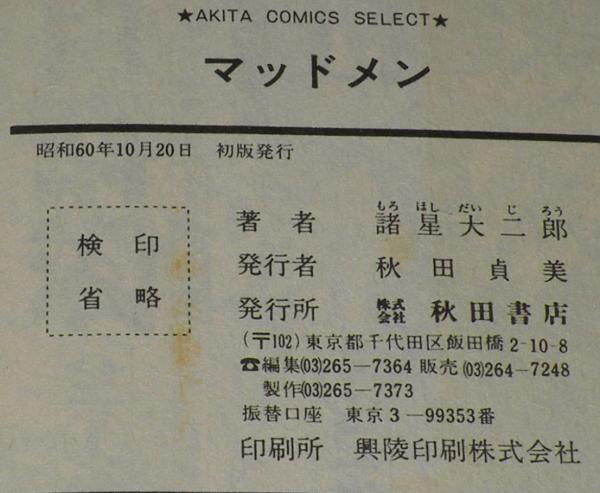 ★AKITA COMICS SELECT★
マッドメン
昭和60年10月20日　初版発行
検印
省略
著者　諸星大二郎
もろ ほし だい じ ろう
発行者　秋田貞美
発行所　株式会社 秋田書店
(〒102)東京都千代田区飯田橋2-10-8
☎編集(03)265—7364 販売(03)264—7248
製作(03)265—7373
振替口座　東京3—99353番
印刷所　興陵印刷株式会社